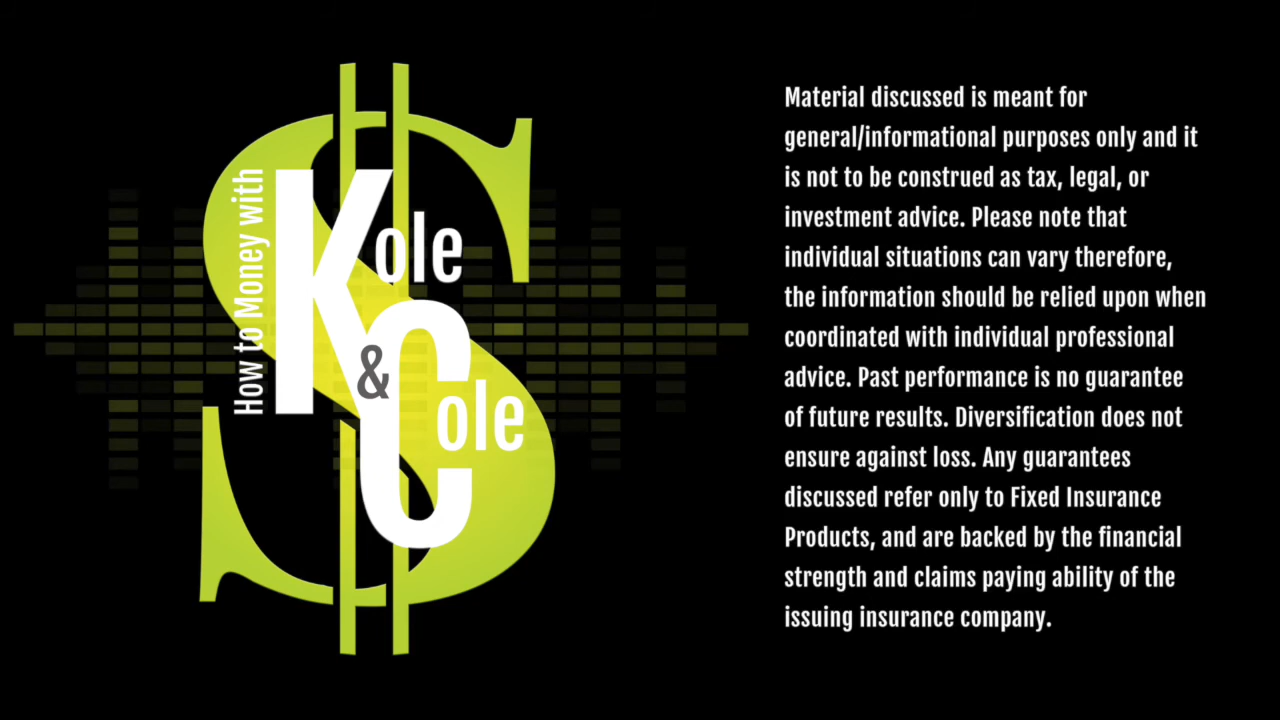 How to Money with
Kole
&
Cole
Material discussed is meant for
general/informational purposes only and it
is not to be construed as tax, legal, or
investment advice. Please note that
individual situations can vary therefore,
the information should be relied upon when
coordinated with individual professional
advice. Past performance is no guarantee
of future results. Diversification does not
ensure against loss. Any guarantees
discussed refer only to Fixed Insurance
Products, and are backed by the financial
strength and claims paying ability of the
issuing insurance company.